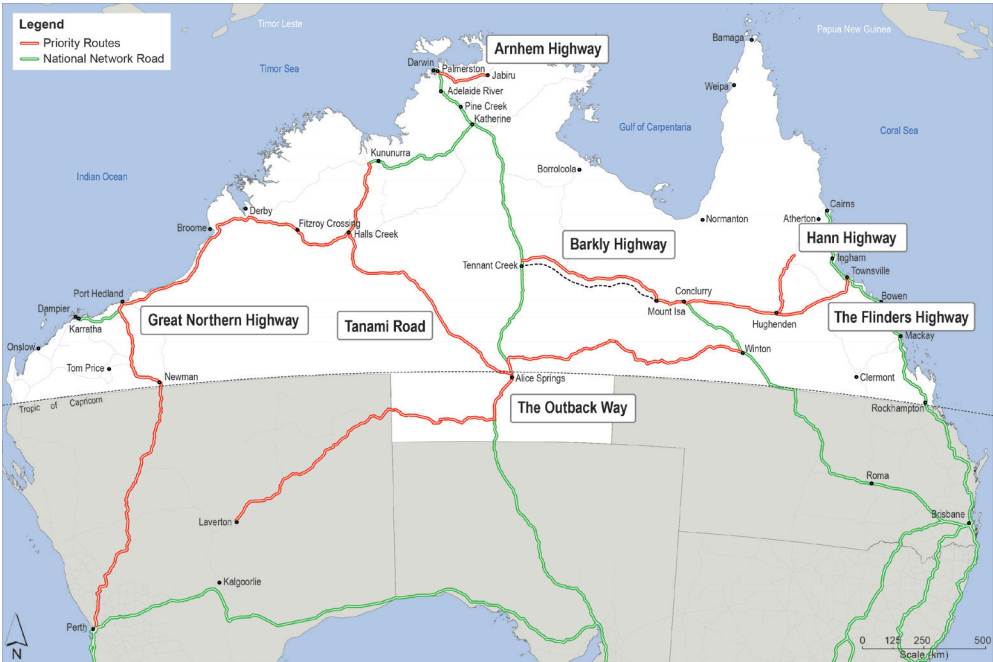 Legend
Priority Routes
National Network Road
Timor Leste
Papua New Guinea
Timor Sea
Arnhem Highway
Bamaga
Darwin
Palmerston
Jabiru
Adelaide River
Weipa
Pine Creek
Katherine
Gulf of Carpentaria
Coral Sea
Kununurra
Borroloola
Indian Ocean
Derby
Normanton
Cairns
Atherton
Broome
Fitzroy Crossing
Halls Creek
Barkly Highway
Hann Highway
Tennant Creek
Ingham
Townsville
Port Hedland
Dampier
Karratha
Great Northern Highway
Tanami Road
Conclurry
Mount Isa
Hughenden
Bowen
The Flinders Highway
Mackay
Onslow
Tom Price
Newman
Winton
Alice Springs
Clermont
Tropic of Capricorn
The Outback Way
Rockhampton
Roma
Laverton
Brisbane
Kalgoorlie
Perth
N
0 125 250 500
Scale (km)